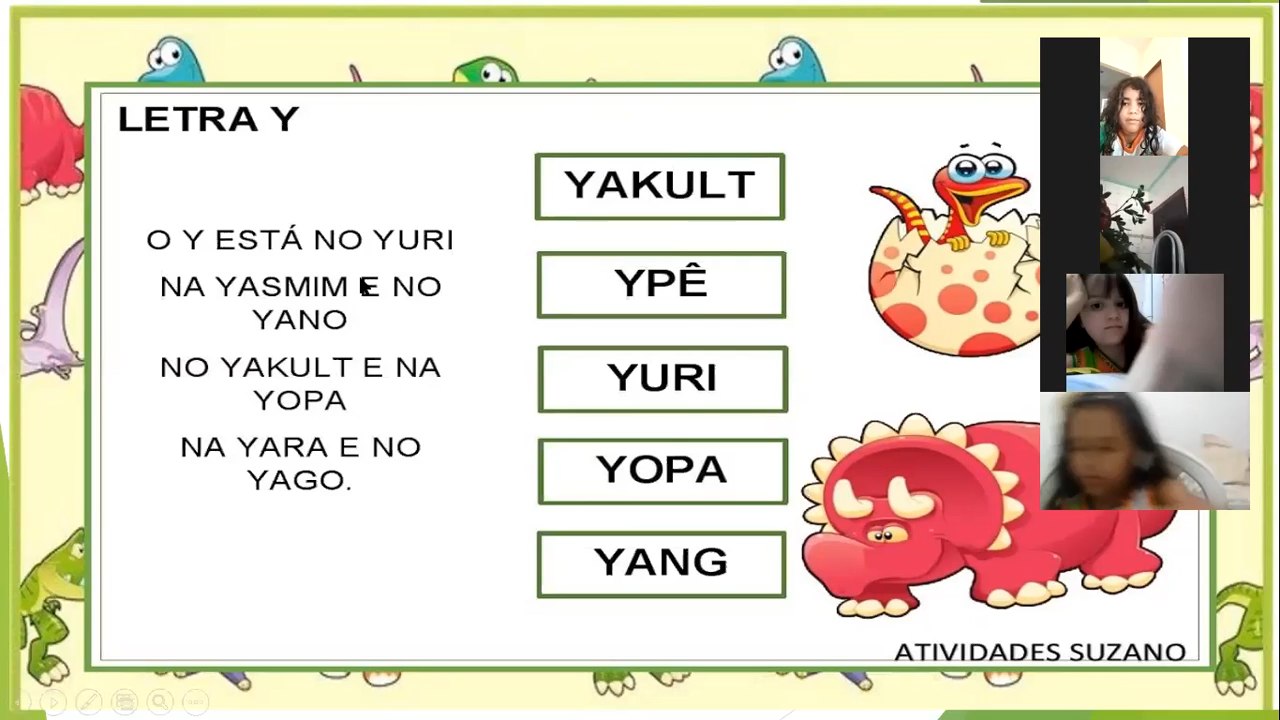 LETRA Y
O Y ESTÁ NO YURI
NA YASMIM E NO
YANO
NO YAKULT E NA
YOPA
NA YARA E NO
YAGO.
YAKULT
YPÊ
YURI
YOPA
YANG
ATIVIDADES SUZANO